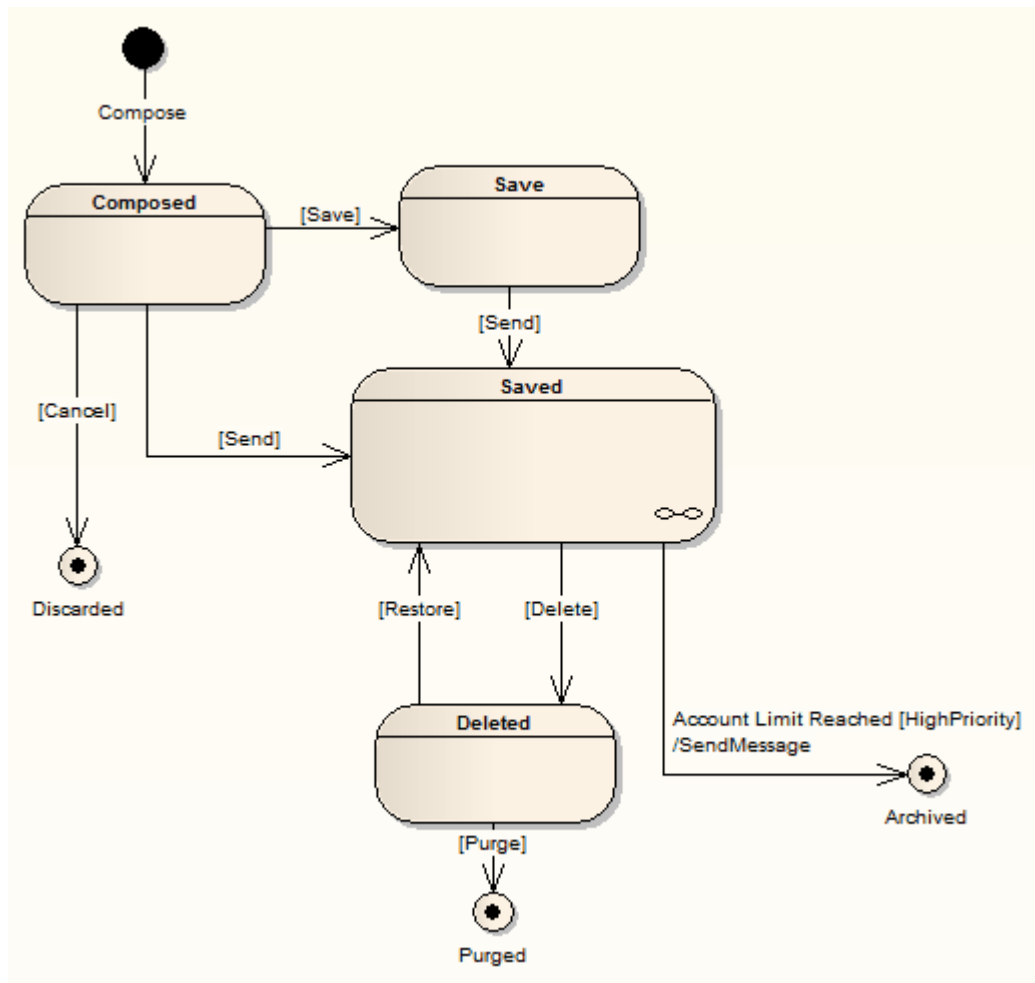 Compose
Composed
Save
[Save]
[Send]
Saved
[Cancel]
[Send]
Discarded
[Restore]
[Delete]
Deleted
Account Limit Reached [HighPriority]
/SendMessage
Archived
[Purge]
Purged